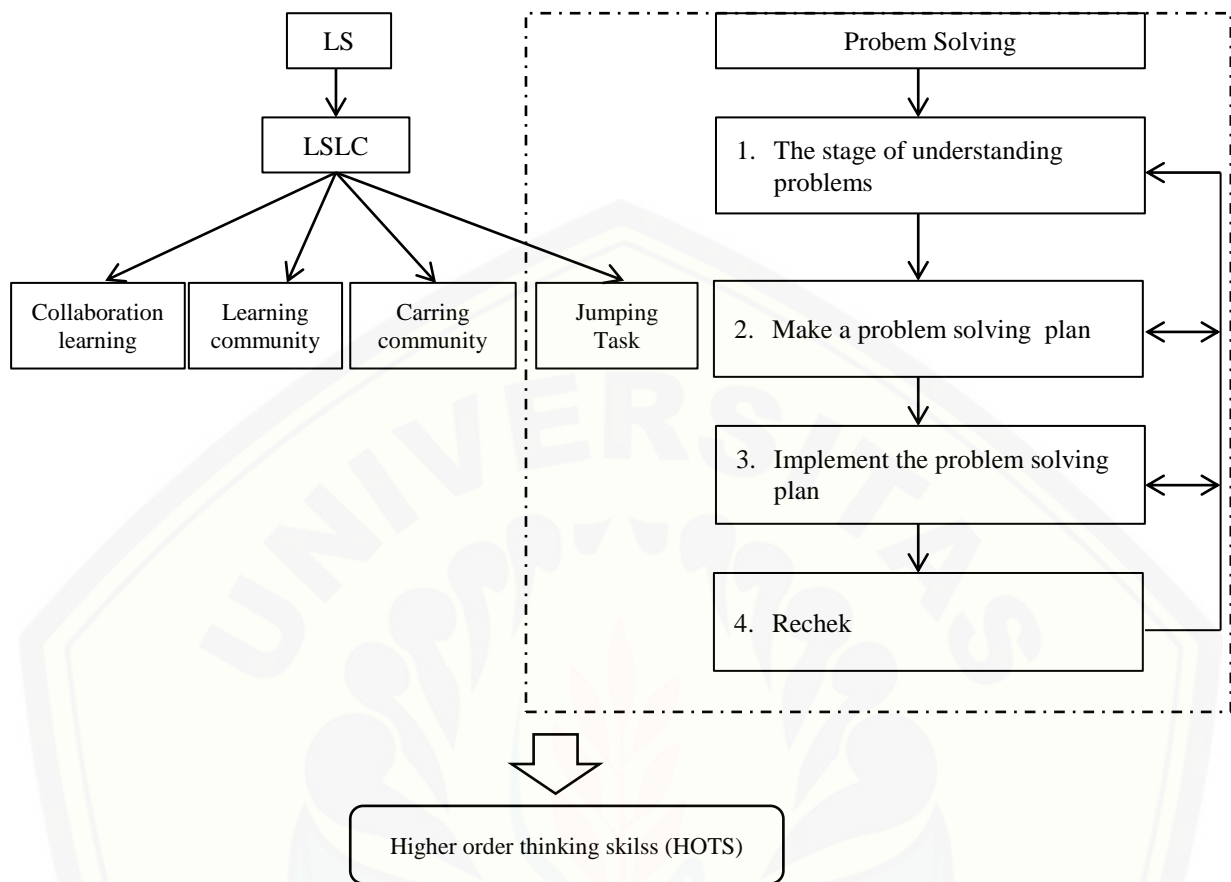 LS
LSLC
Collaboration
learning
Learning
community
Carring
community
Jumping
Task
Probem Solving
1. The stage of understanding
problems
2. Make a problem solving plan
3. Implement the problem solving
plan
4. Rechek
Higher order thinking skilss (HOTS)
UNIVERSITAS